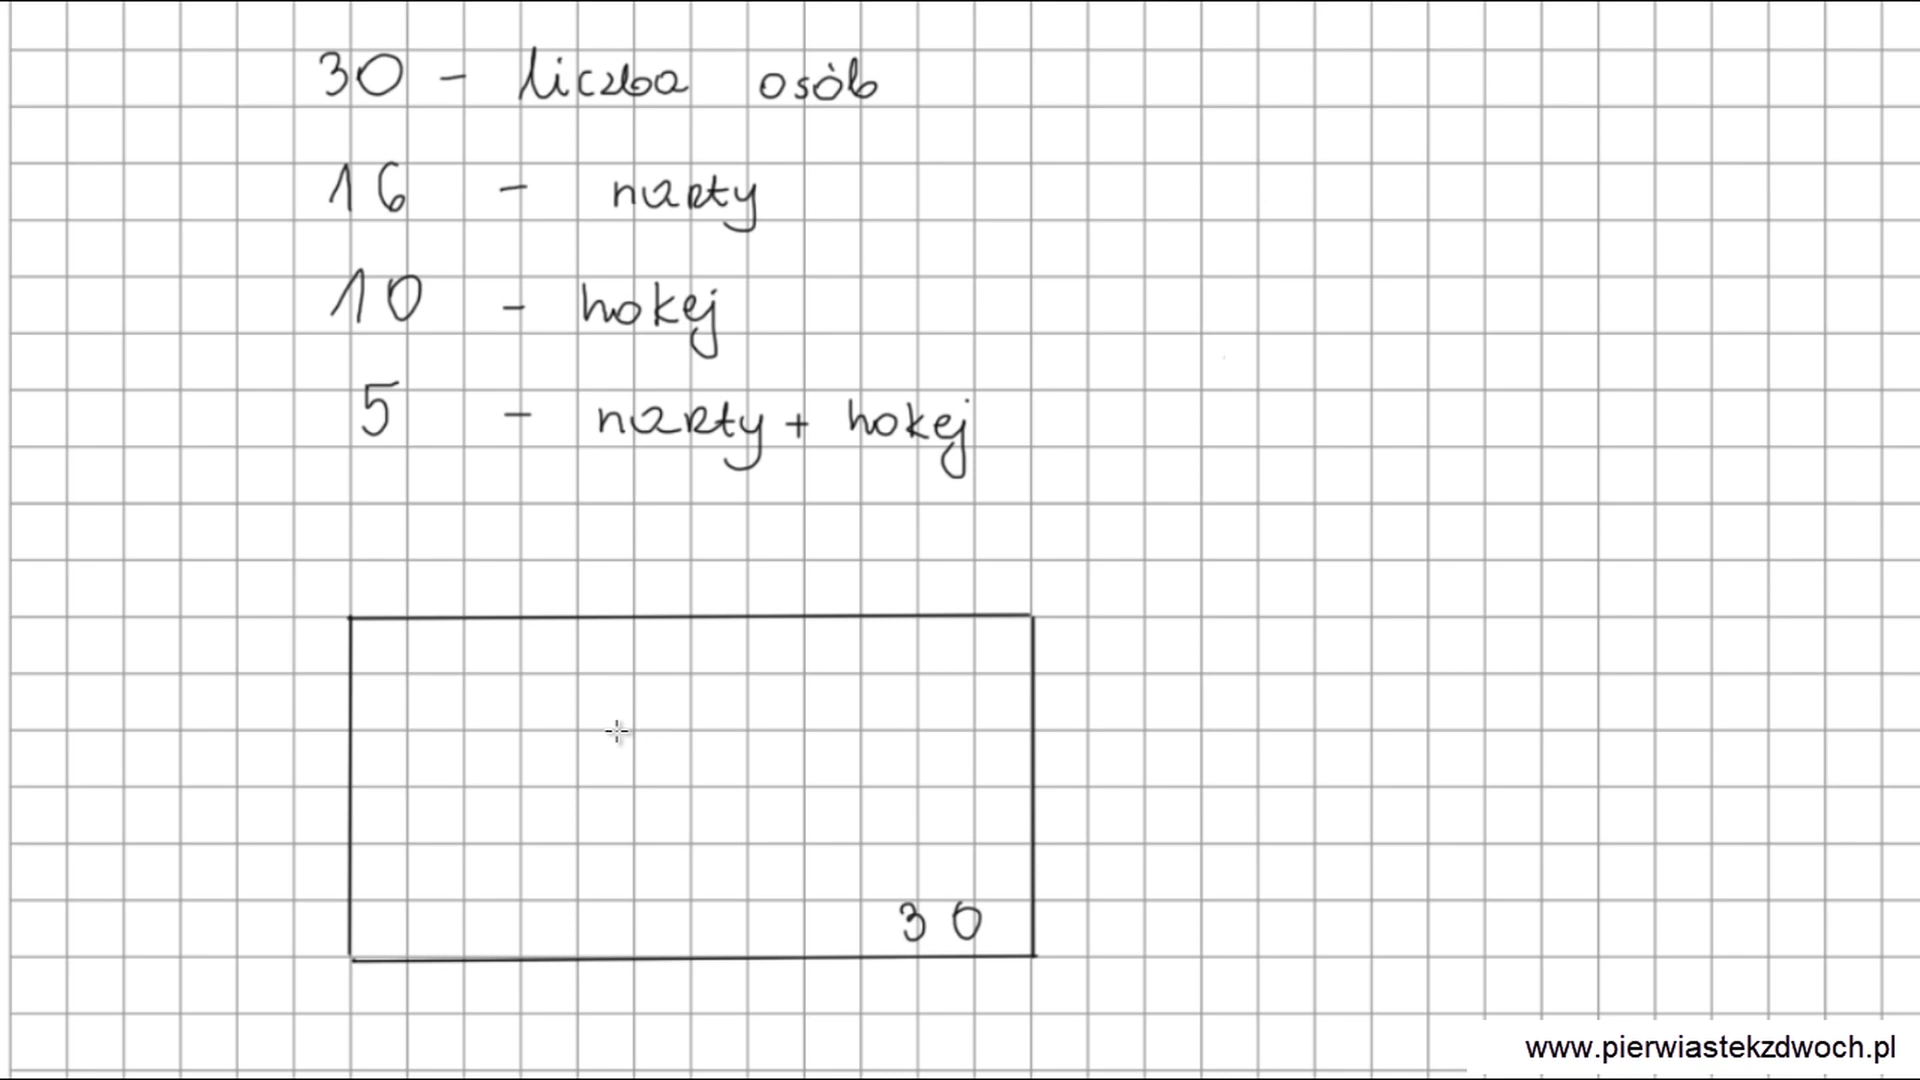 30 - liczba osób
16 - narty
10 - hokej
5 - narty + hokej
30
www.pierwiastekzdwoch.pl